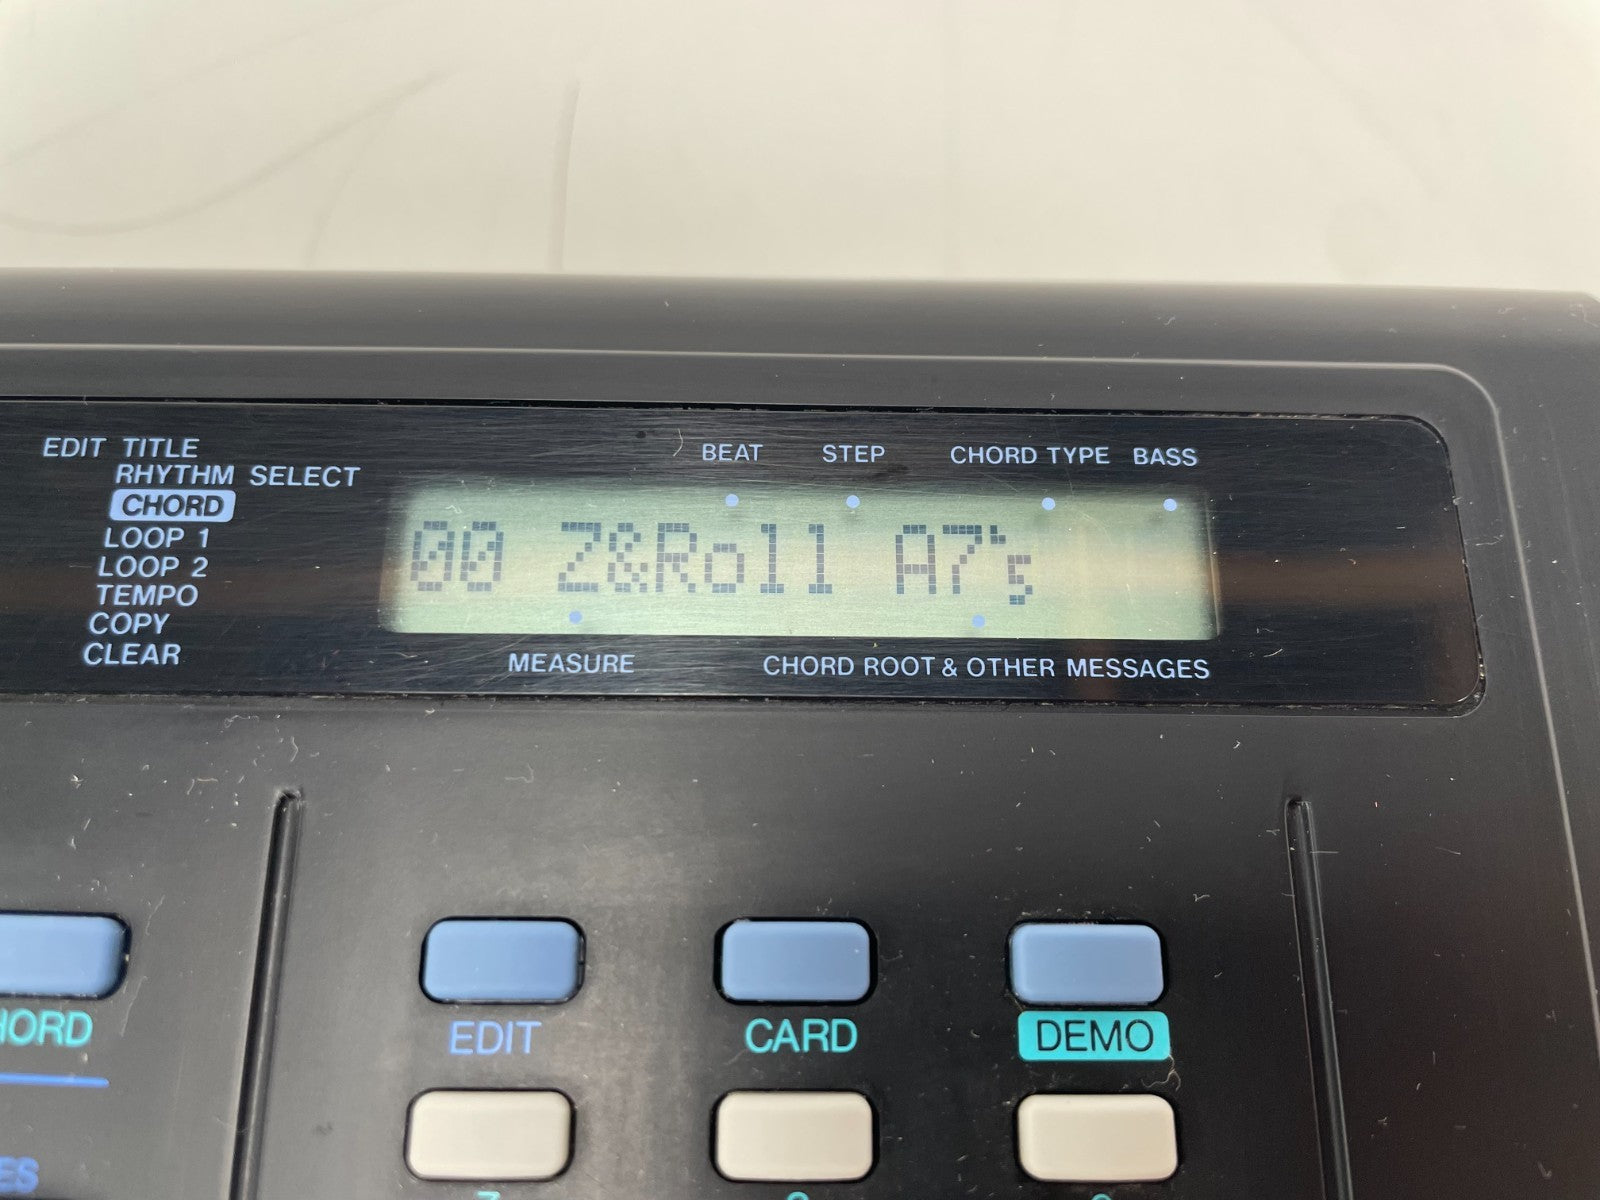 EDIT TITLE
RHYTHM SELECT
CHORD
LOOP 1
LOOP 2
TEMPO
COPY
CLEAR
BEAT STEP CHORD TYPE BASS
00 Z&Roll A7's
MEASURE CHORD ROOT & OTHER MESSAGES
EDIT CARD DEMO